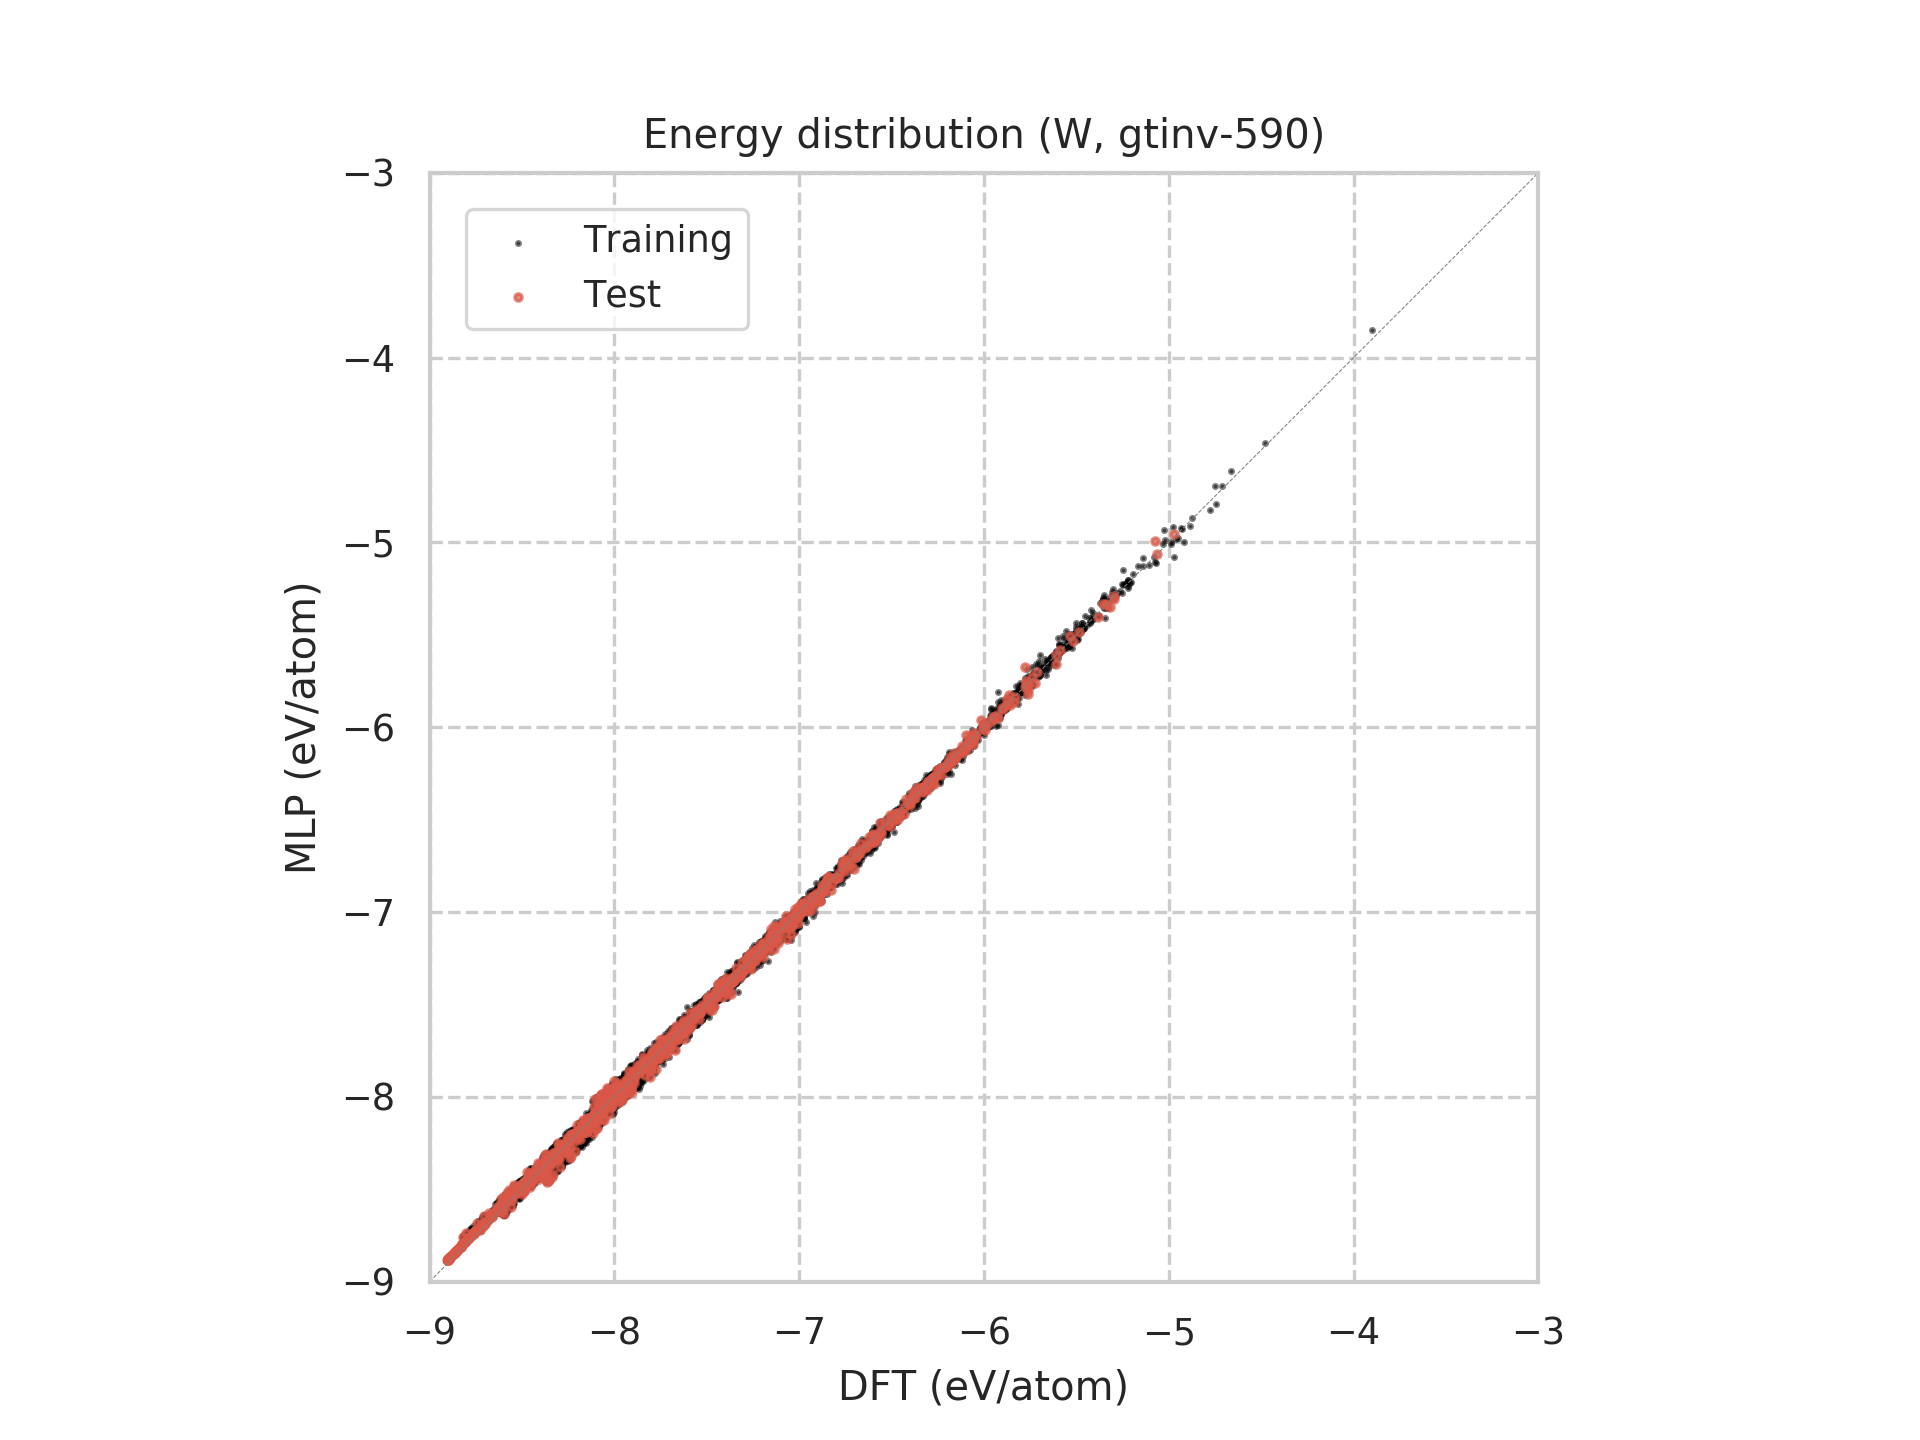 Energy distribution (W, gtinv-590)
Training
Test
MLP (eV/atom)
−3
−4
−5
−6
−7
−8
−9
−9
−8
−7
−6
−5
−4
−3
DFT (eV/atom)